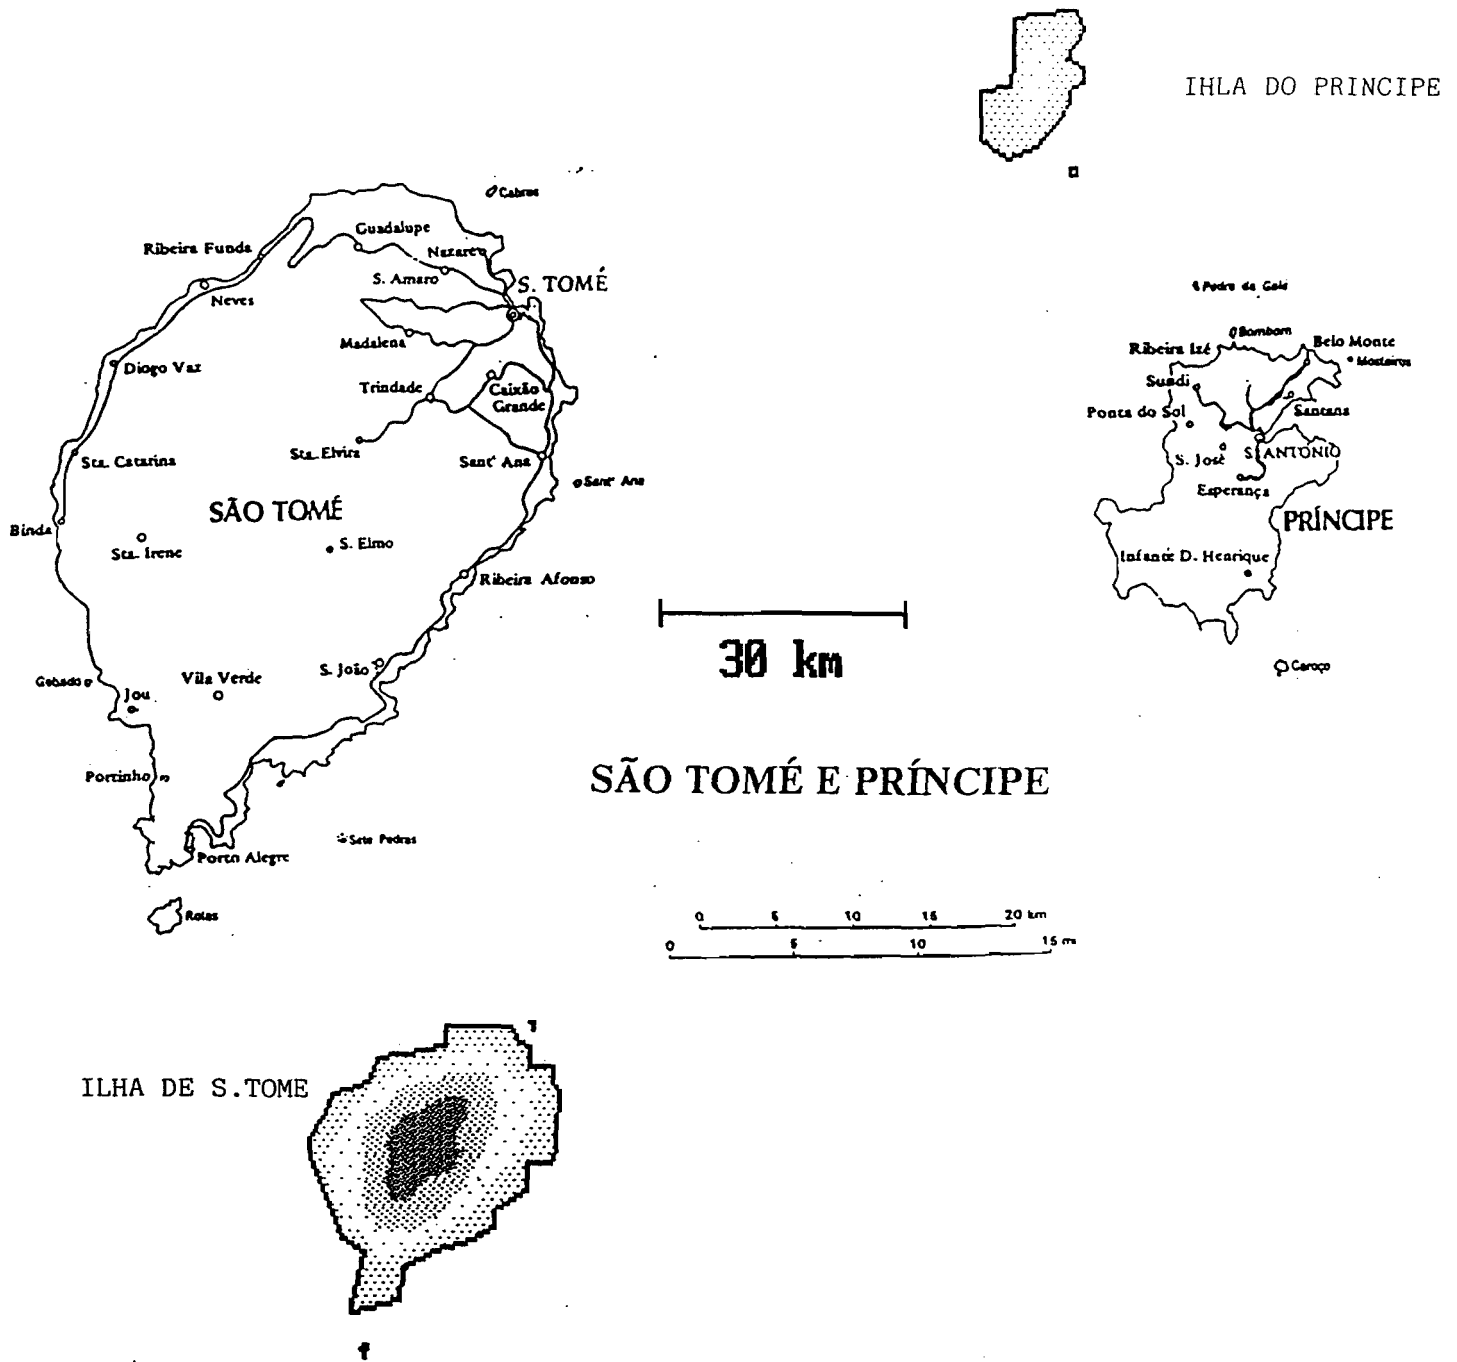 IHLA DO PRINCIPE
Cabras
Guadalupe
Ribeira Funda
Nazare
S. Amaro
S. TOMÉ
Neves
Madalena
Diogo Vaz
Trindade
Caixão
Grande
Sta. Elvira
Sta. Catarina
Sant' Ana
Sant' Ana
SÃO TOMÉ
Binda
Sta. Irene
S. Elmo
Ribeira Afonso
S. João
Vila Verde
Gabado
Jou
Portinho
Porto Alegre
Sete Pedras
Rolas
Pedra da Galé
Bombom
Belo Monte
Ribeira Izé
Mosteiros
Sundi
Ponta do Sol
Santana
S. José
S. ANTONIO
Esperança
PRÍNCIPE
Infante D. Henrique
Caroço
30 km
SÃO TOMÉ E PRÍNCIPE
0 5 10 15 20 km
0 5 10 15 mi
ILHA DE S.TOME